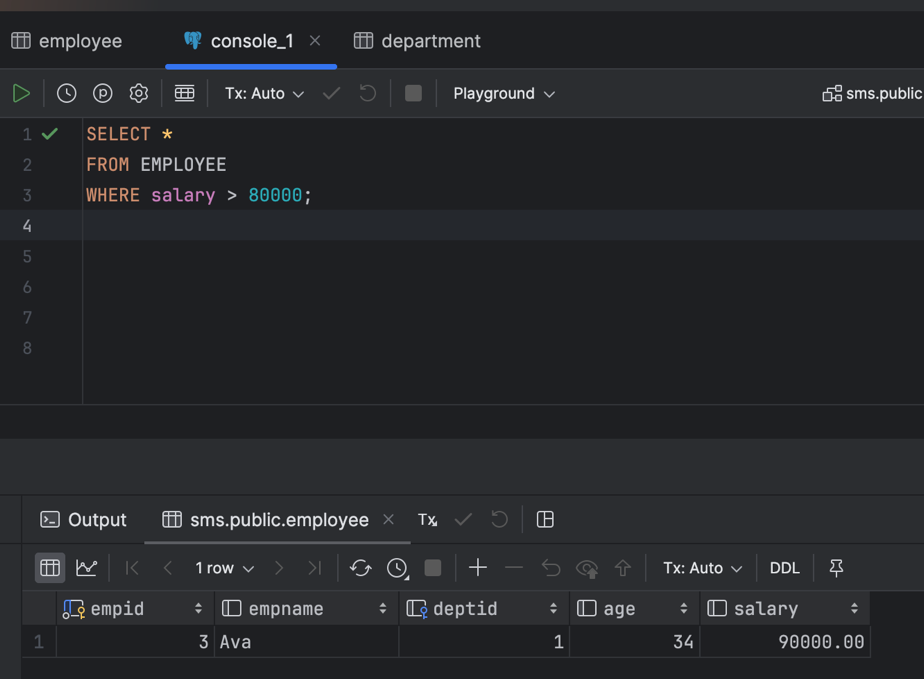 employee console_1 department
Tx: Auto Playground sms.public
1 SELECT *
2 FROM EMPLOYEE
3 WHERE salary > 80000;
4
5
6
7
8
Output sms.public.employee Tx
1 row Tx: Auto DDL
empid empname deptid age salary
1 3 Ava 1 34 90000.00